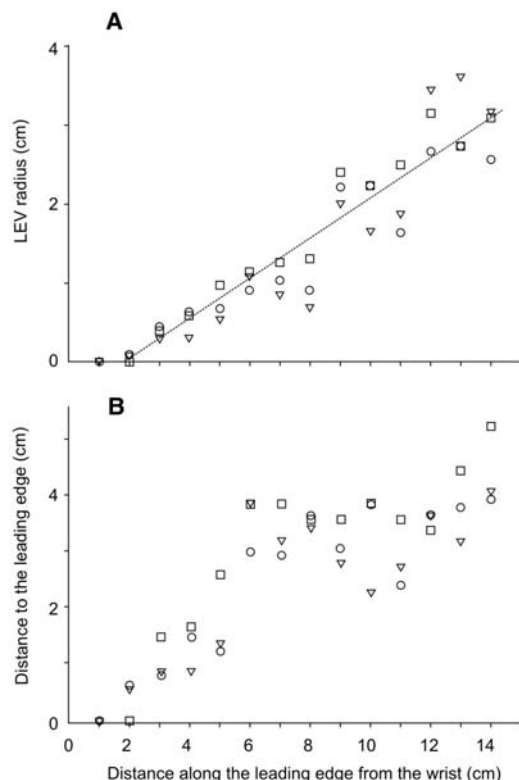 A
4
2
0
LEV radius (cm)
B
4
2
0
Distance to the leading edge (cm)
0 2 4 6 8 10 12 14
Distance along the leading edge from the wrist (cm)